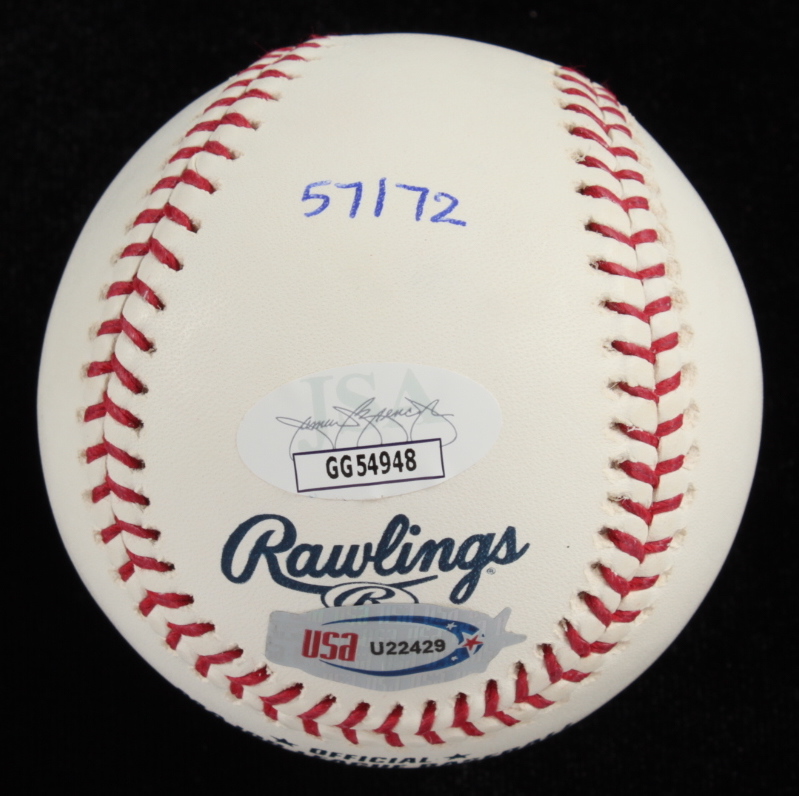 57/72
JSA
GG54948
Rawlings
R
USA U22429
OFFICIAL